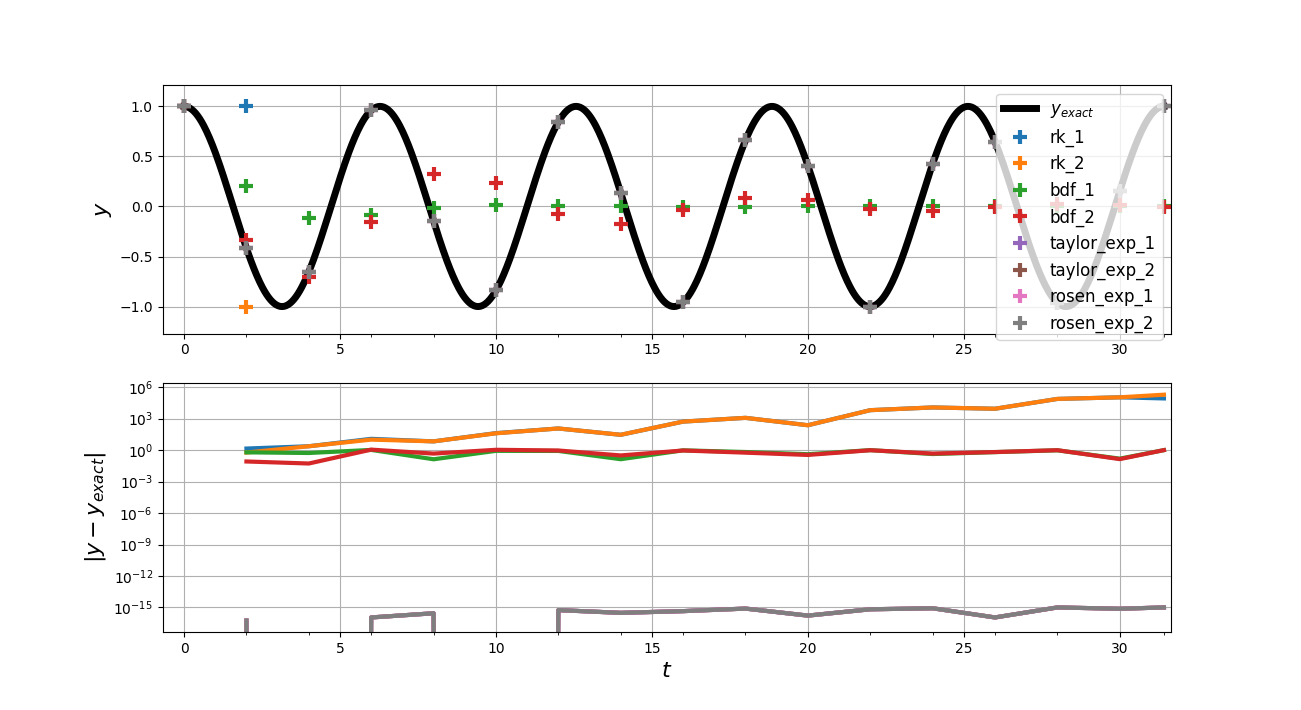 1.0
0.5
0.0
−0.5
−1.0
y
0 5 10 15 20 25 30
y_exact
rk_1
rk_2
bdf_1
bdf_2
taylor_exp_1
taylor_exp_2
rosen_exp_1
rosen_exp_2
10^6
10^3
10^0
10^−3
10^−6
10^−9
10^−12
10^−15
|y − y_exact|
0 5 10 15 20 25 30
t